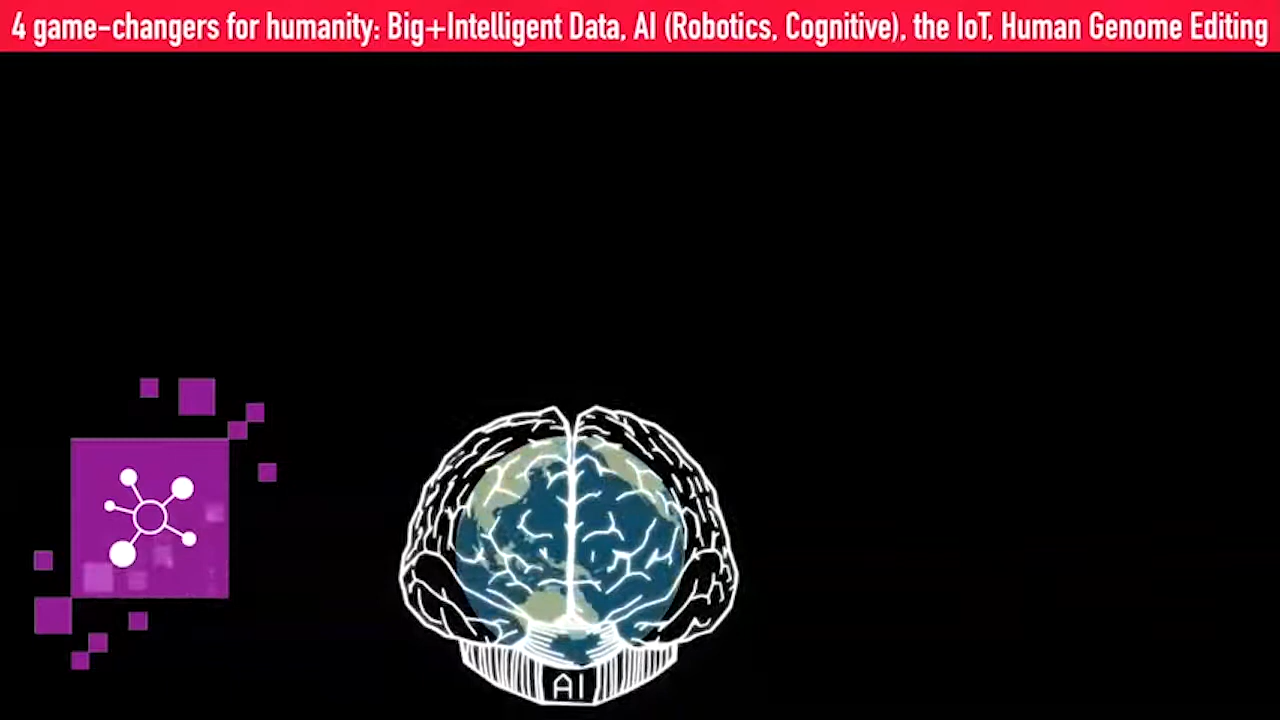 4 game-changers for humanity: Big+Intelligent Data, AI (Robotics, Cognitive), the IoT, Human Genome Editing
AI